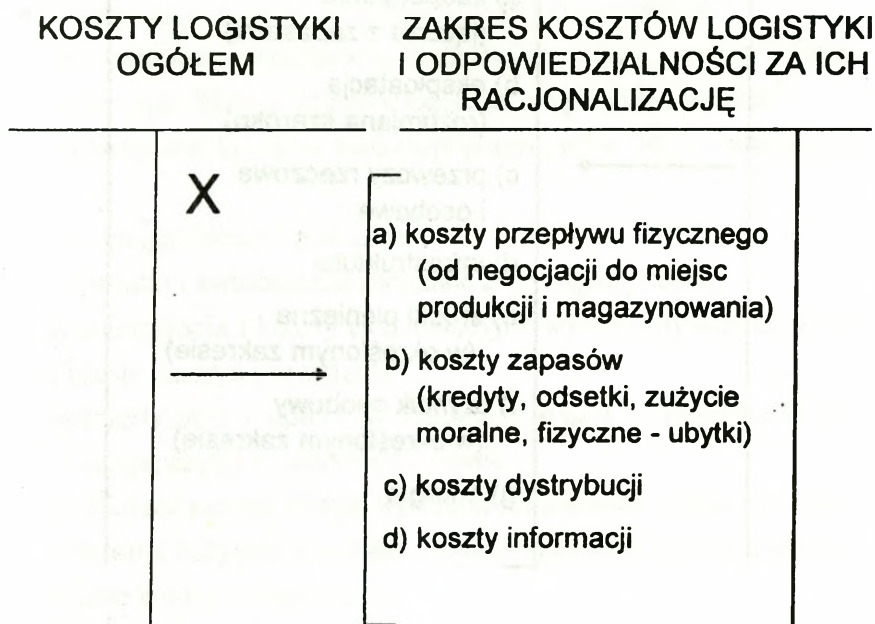 KOSZTY LOGISTYKI
OGÓŁEM
ZAKRES KOSZTÓW LOGISTYKI
I ODPOWIEDZIALNOŚCI ZA ICH
RACJONALIZACJĘ
X
a) koszty przepływu fizycznego
(od negocjacji do miejsc
produkcji i magazynowania)
b) koszty zapasów
(kredyty, odsetki, zużycie
moralne, fizyczne - ubytki)
c) koszty dystrybucji
d) koszty informacji